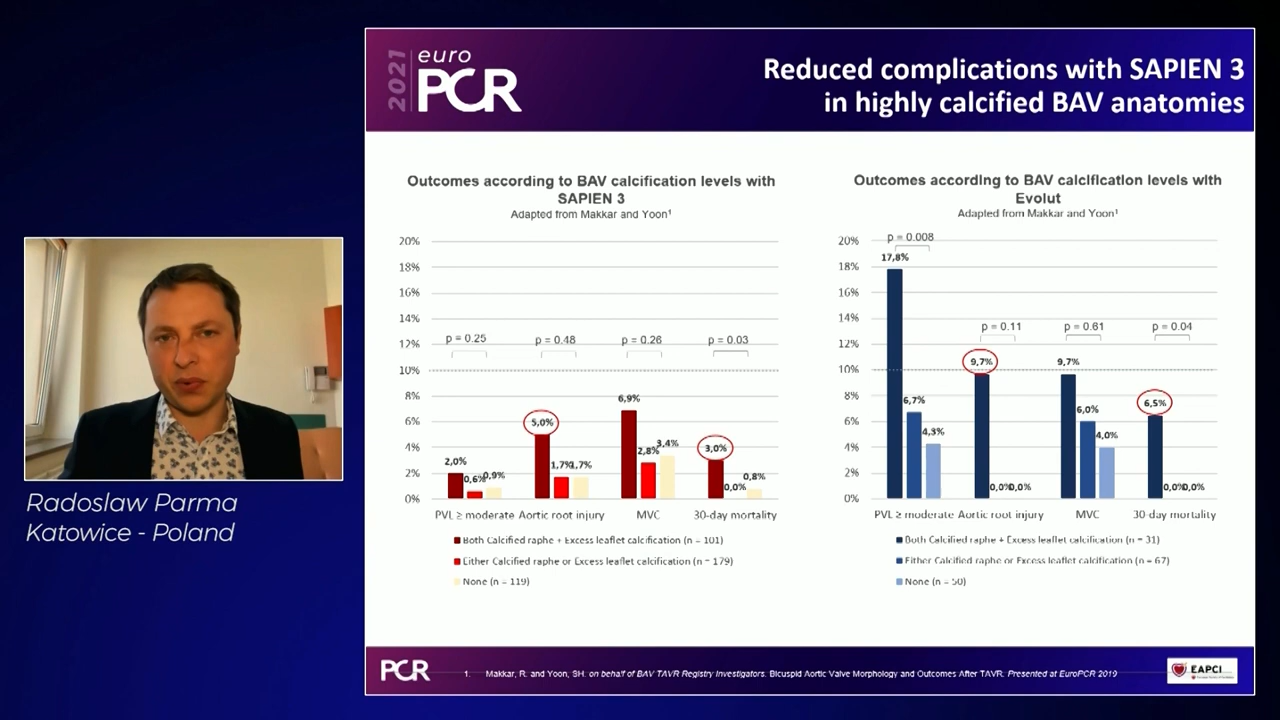 2021
euro
PCR
Reduced complications with SAPIEN 3
in highly calcified BAV anatomies
Radoslaw Parma
Katowice - Poland
Outcomes according to BAV calcification levels with
SAPIEN 3
Adapted from Makkar and Yoon¹
20%
18%
16%
14%
12%
10%
8%
6%
4%
2%
0%
p = 0.25
p = 0.48
p = 0.26
p = 0.03
2,0%
0,6%
0,9%
5,0%
1,7%
1,7%
6,9%
2,8%
3,4%
3,0%
0,0%
0,8%
PVL ≥ moderate
Aortic root injury
MVC
30-day mortality
Both Calcified raphe + Excess leaflet calcification (n = 101)
Either Calcified raphe or Excess leaflet calcification (n = 179)
None (n = 119)
Outcomes according to BAV calcification levels with
Evolut
Adapted from Makkar and Yoon¹
20%
18%
16%
14%
12%
10%
8%
6%
4%
2%
0%
p = 0.008
p = 0.11
p = 0.61
p = 0.04
17,8%
6,7%
4,3%
9,7%
0,0%
0,0%
9,7%
6,0%
4,0%
6,5%
0,0%
0,0%
PVL ≥ moderate
Aortic root injury
MVC
30-day mortality
Both Calcified raphe + Excess leaflet calcification (n = 31)
Either Calcified raphe or Excess leaflet calcification (n = 67)
None (n = 50)
PCR
1. Makkar, R. and Yoon, SH. on behalf of BAV TAVR Registry Investigators. Bicuspid Aortic Valve Morphology and Outcomes After TAVR. Presented at EuroPCR 2019
EAPCI